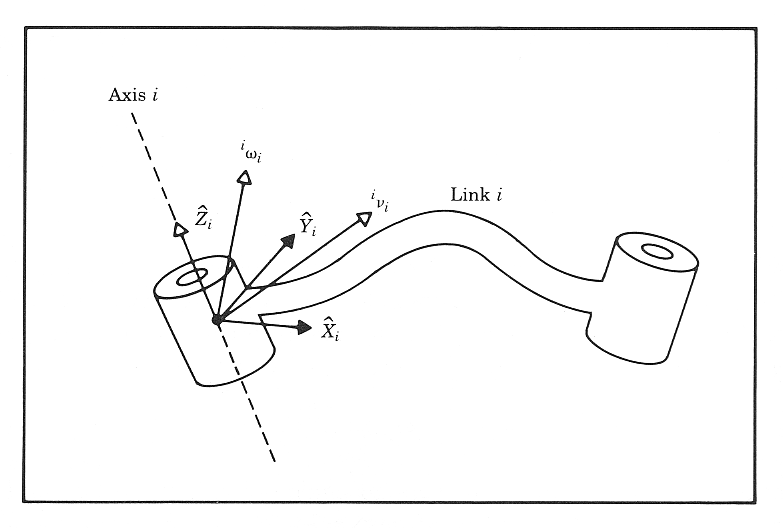 Axis i
ⁱωᵢ
ⁱνᵢ
Link i
Ẑᵢ
Ŷᵢ
X̂ᵢ